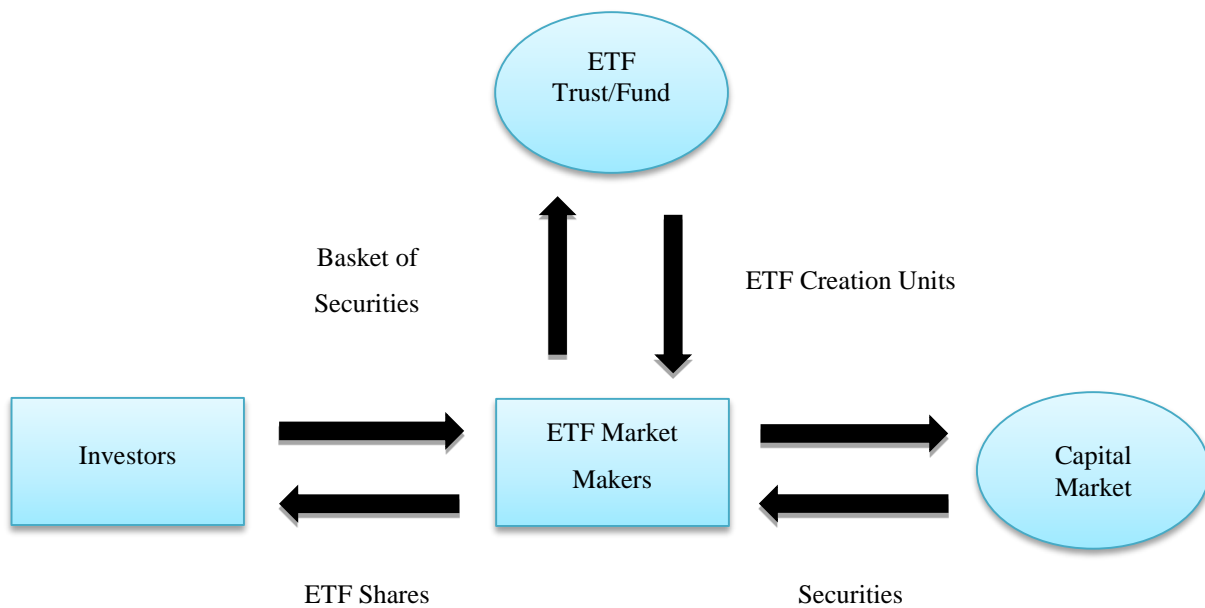 ETF
Trust/Fund
Basket of
Securities
ETF Creation Units
Investors
ETF Market
Makers
Capital
Market
ETF Shares
Securities